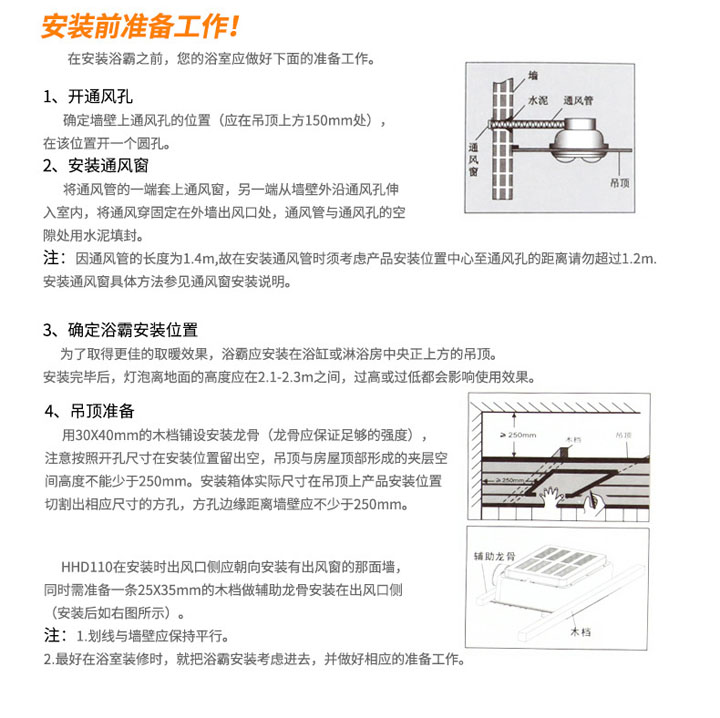 安装前准备工作!
在安装浴霸之前，您的浴室应做好下面的准备工作。
1、开通风孔
确定墙壁上通风孔的位置（应在吊顶上方150mm处），
在该位置开一个圆孔。
2、安装通风窗
将通风管的一端套上通风窗，另一端从墙壁外沿通风孔伸
入室内，将通风穿固定在外墙出风口处，通风管与通风孔的空
隙处用水泥填封。
注：因通风管的长度为1.4m,故在安装通风管时须考虑产品安装位置中心至通风孔的距离请勿超过1.2m.
安装通风窗具体方法参见通风窗安装说明。
墙
水泥
通风管
通风窗
吊顶
3、确定浴霸安装位置
为了取得更佳的取暖效果，浴霸应安装在浴缸或淋浴房中央正上方的吊顶。
安装完毕后，灯泡离地面的高度应在2.1-2.3m之间，过高或过低都会影响使用效果。
4、吊顶准备
用30X40mm的木档铺设安装龙骨（龙骨应保证足够的强度），
注意按照开孔尺寸在安装位置留出空，吊顶与房屋顶部形成的夹层空
间高度不能少于250mm。安装箱体实际尺寸在吊顶上产品安装位置
切割出相应尺寸的方孔，方孔边缘距离墙壁应不少于250mm。
≥250mm
木档
吊顶
≥250mm
HHD110在安装时出风口侧应朝向安装有出风窗的那面墙，
同时需准备一条25X35mm的木档做辅助龙骨安装在出风口侧
（安装后如右图所示）。
注：1.划线与墙壁应保持平行。
2.最好在浴室装修时，就把浴霸安装考虑进去，并做好相应的准备工作。
辅助龙骨
木档